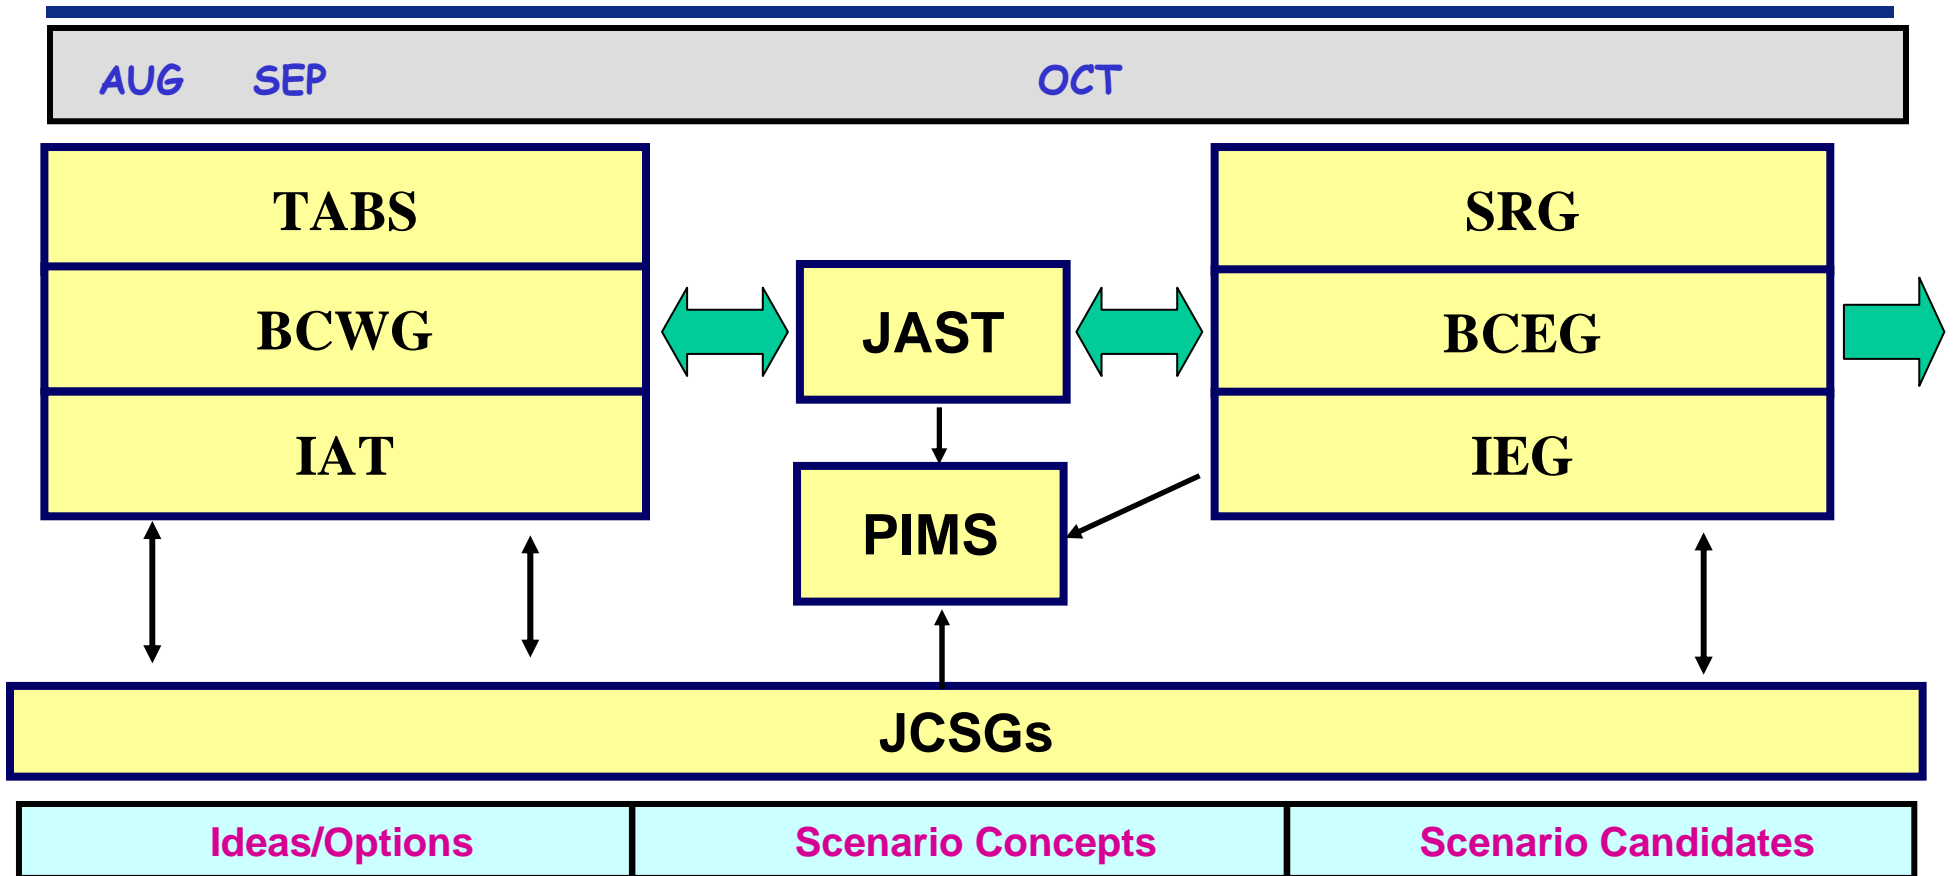 AUG SEP OCT
TABS
BCWG
IAT
JAST
PIMS
SRG
BCEG
IEG
JCSGs
Ideas/Options
Scenario Concepts
Scenario Candidates